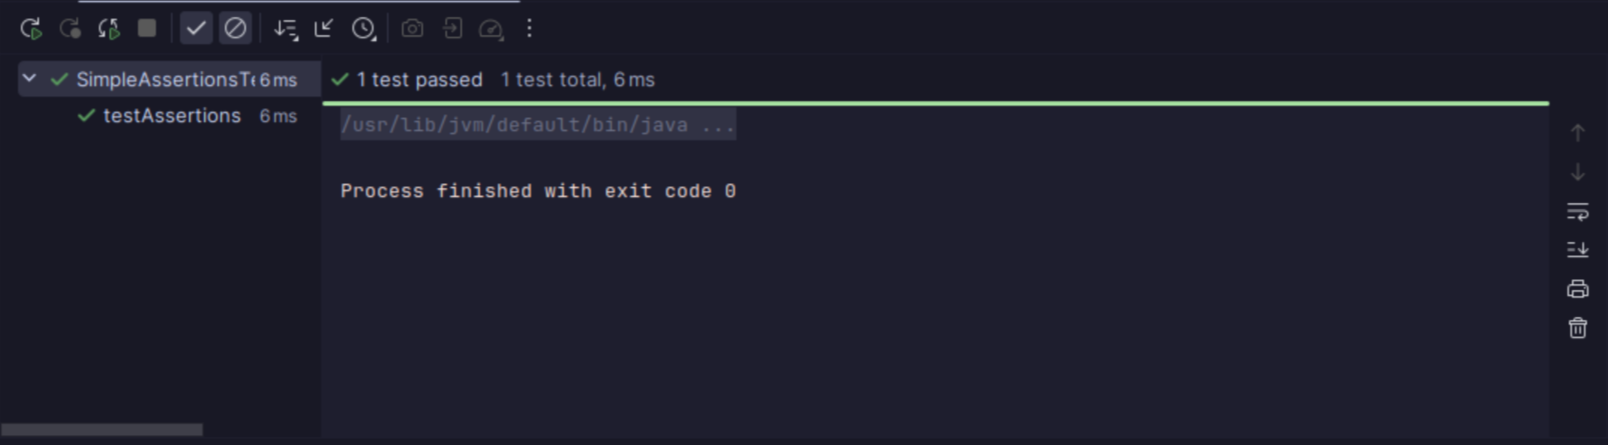 SimpleAssertionsTe 6 ms
testAssertions 6 ms
1 test passed 1 test total, 6 ms
/usr/lib/jvm/default/bin/java ...
Process finished with exit code 0